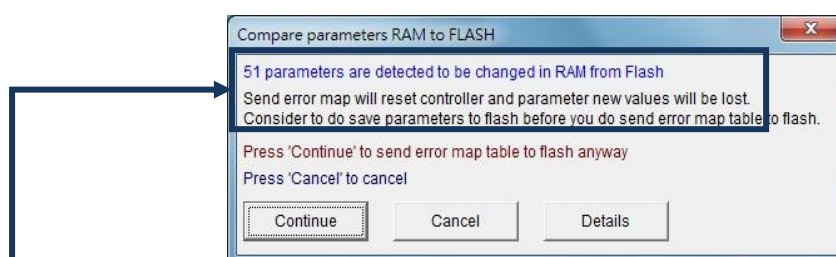 Compare parameters RAM to FLASH
51 parameters are detected to be changed in RAM from Flash
Send error map will reset controller and parameter new values will be lost.
Consider to do save parameters to flash before you do send error map table to flash.
Press 'Continue' to send error map table to flash anyway
Press 'Cancel' to cancel
Continue Cancel Details